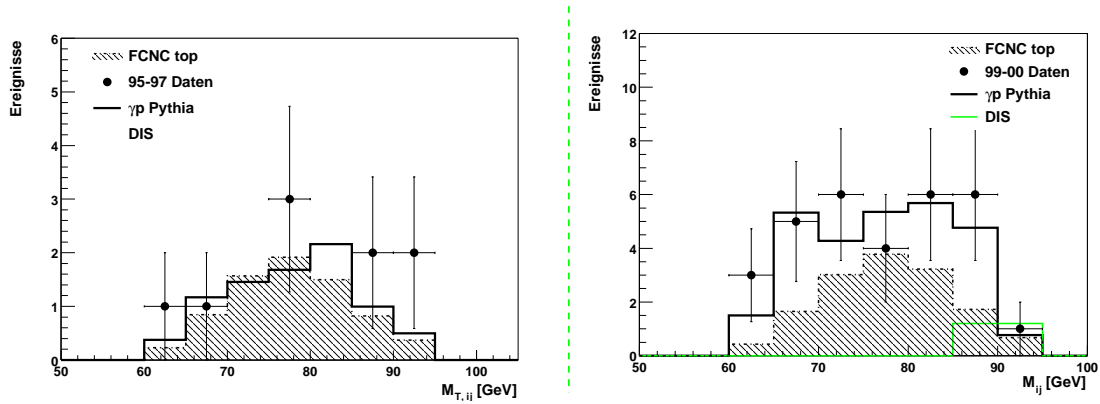 Ereignisse
6
5
4
3
2
1
0
FCNC top
95-97 Daten
γp Pythia
DIS
50 60 70 80 90 100
M_T, ij [GeV]
Ereignisse
12
10
8
6
4
2
0
FCNC top
99-00 Daten
γp Pythia
DIS
50 60 70 80 90 100
M_ij [GeV]